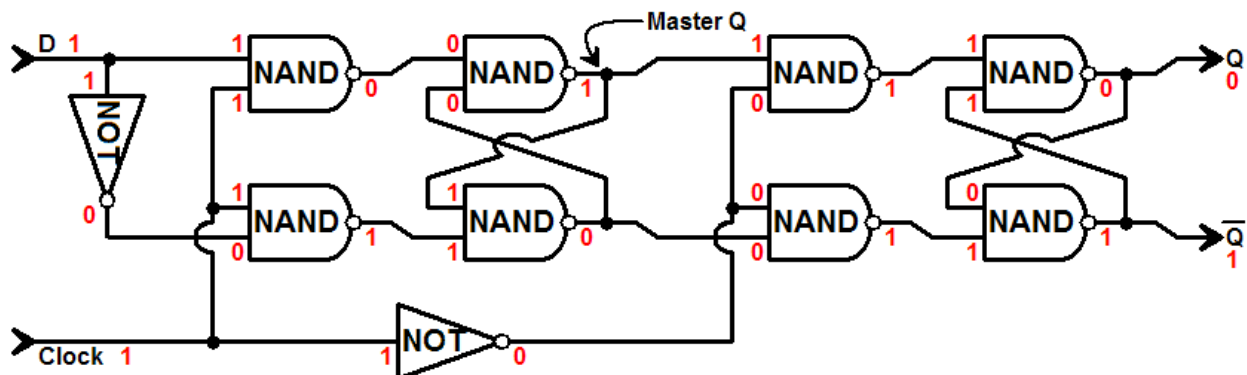 Master Q
D 1 1 NAND 0 0 NAND 1 1 NAND 1 1 NAND 0 Q
1 1 0 0 1 0
NOT
0 1 NAND 1 1 NAND 0 0 NAND 1 0 NAND 1 Q̅
0 1 0 1 1
Clock 1 1 NOT 0